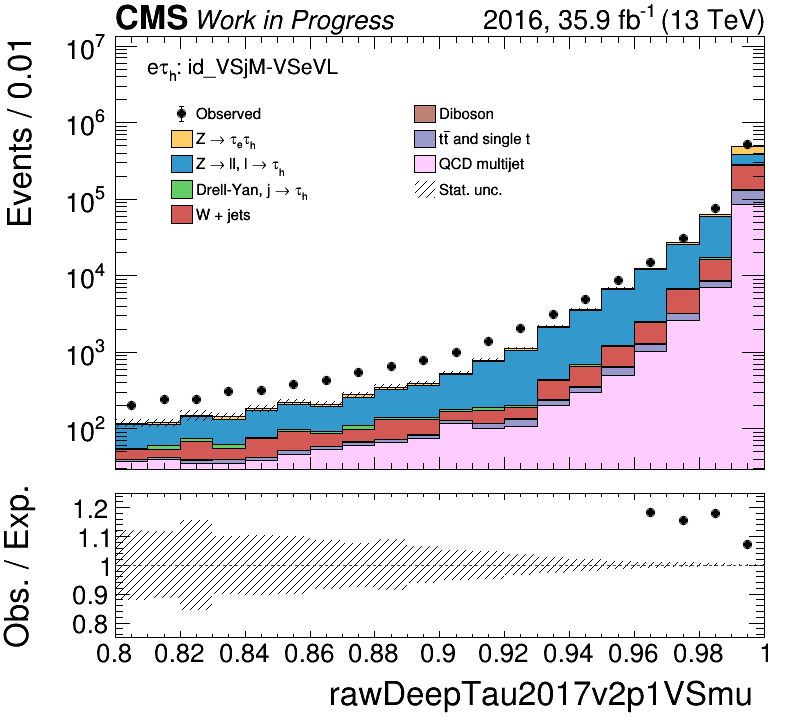 CMS Work in Progress 2016, 35.9 fb⁻¹ (13 TeV)
Events / 0.01
10⁷
10⁶
10⁵
10⁴
10³
10²
eτₕ: id_VSjM-VSeVL
Observed
Z → τₑτₕ
Z → ll, l → τₕ
Drell-Yan, j → τₕ
W + jets
Diboson
tt̄ and single t
QCD multijet
Stat. unc.
Obs. / Exp.
1.2
1.1
1
0.9
0.8
0.8 0.82 0.84 0.86 0.88 0.9 0.92 0.94 0.96 0.98 1
rawDeepTau2017v2p1VSmu